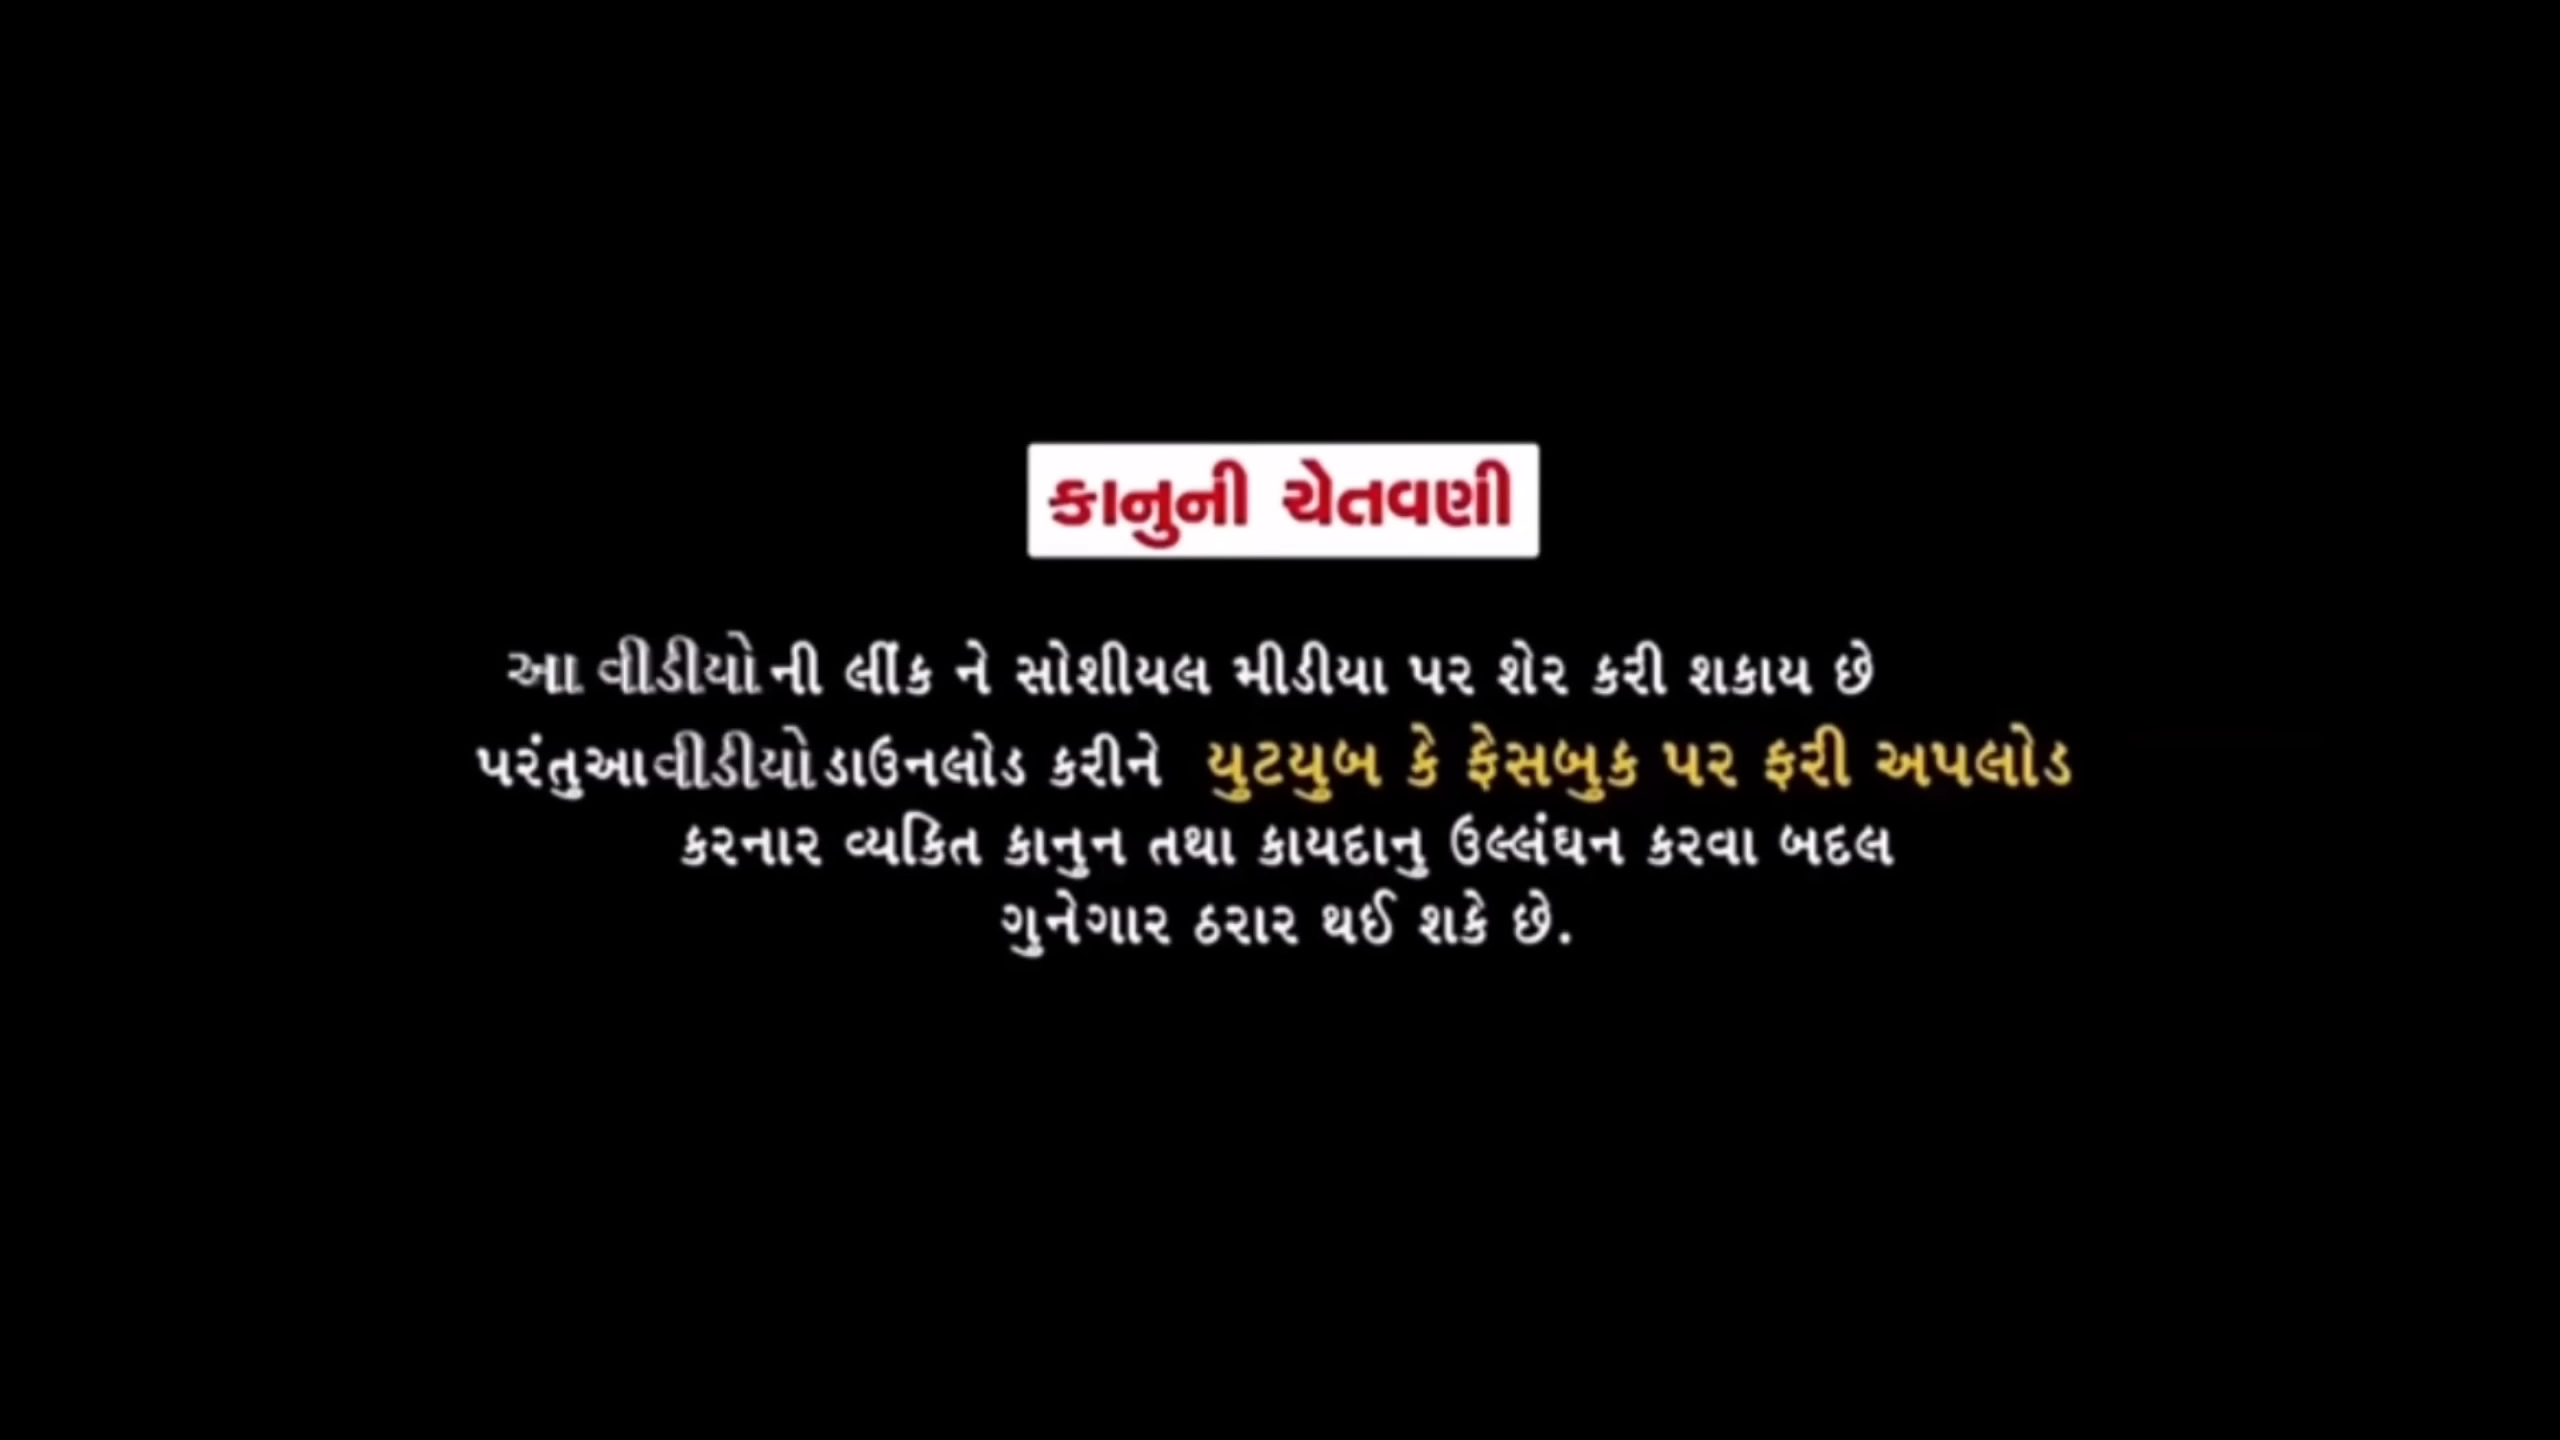 કાનુની ચેતવણી
આ વીડીયો ની લીંક ને સોશીયલ મીડીયા પર શેર કરી શકાય છે
પરંતુઆવીડીયો ડાઉનલોડ કરીને યુટયુબ કે ફેસબુક પર ફરી અપલોડ
કરનાર વ્યકિત કાનુન તથા કાયદાનુ ઉલ્લંઘન કરવા બદલ
ગુનેગાર ઠરાર થઈ શકે છે.